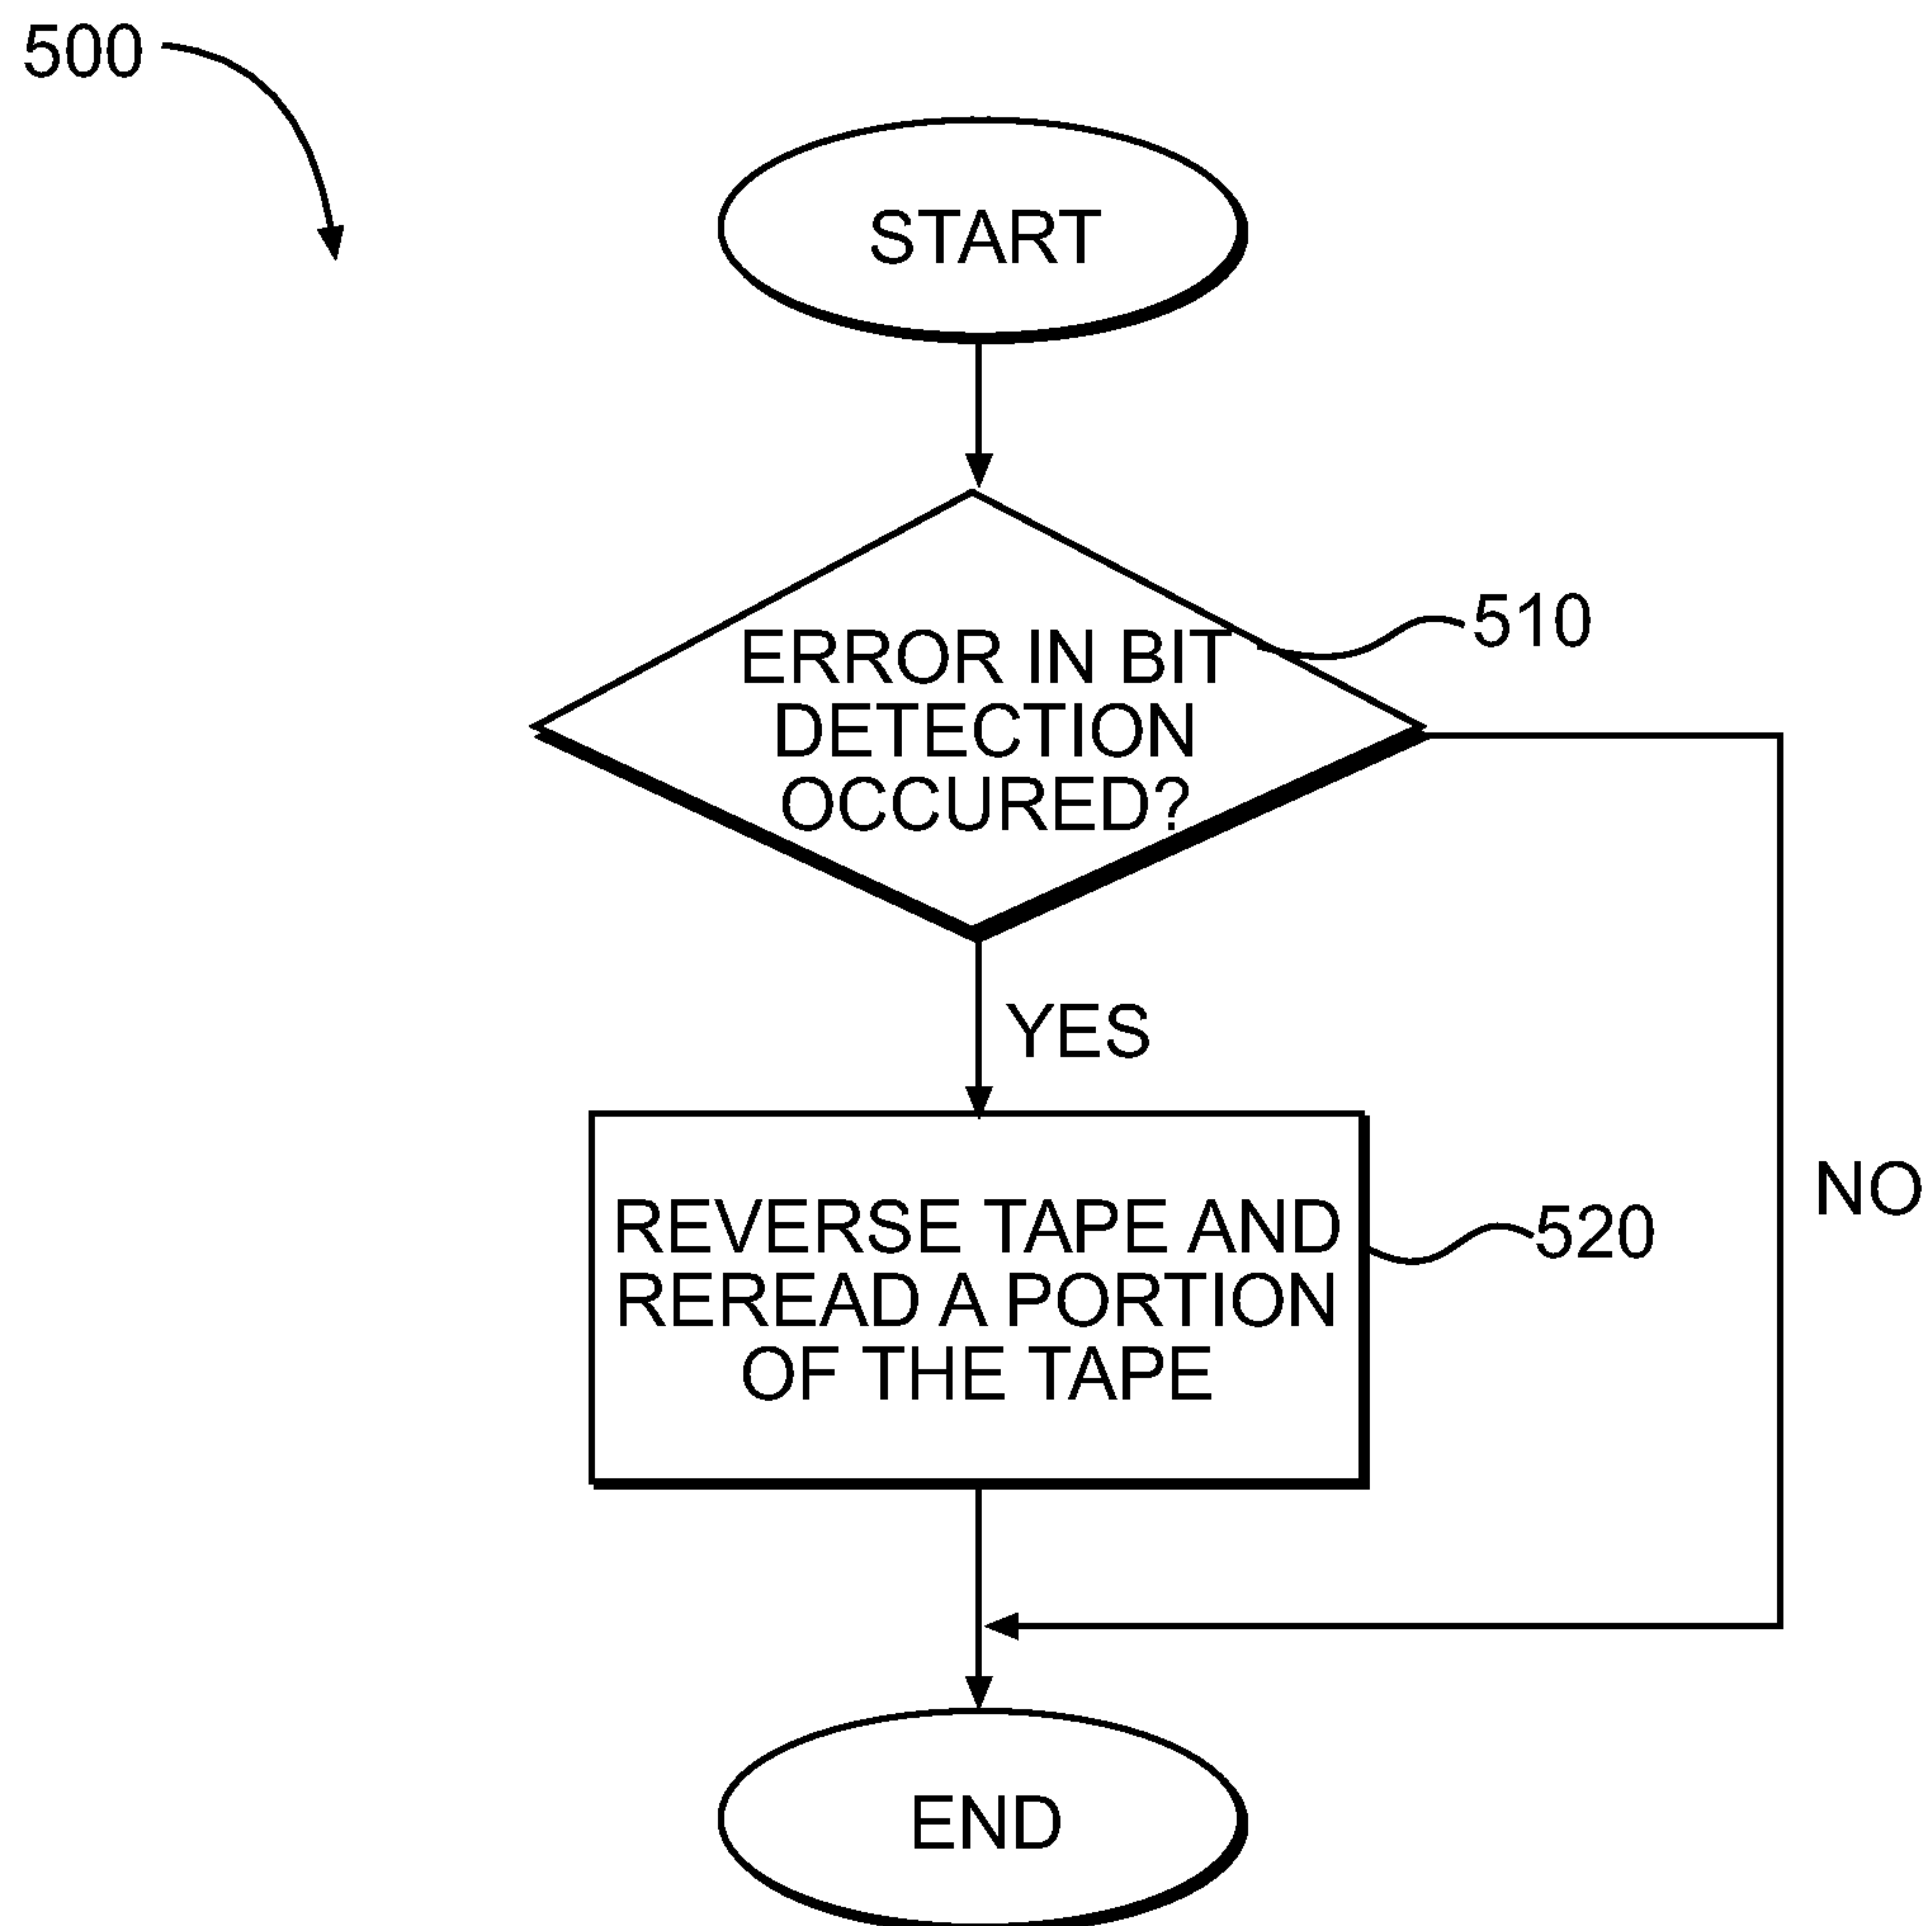 500
START
ERROR IN BIT
DETECTION
OCCURED?
510
YES
REVERSE TAPE AND
REREAD A PORTION
OF THE TAPE
520
NO
END